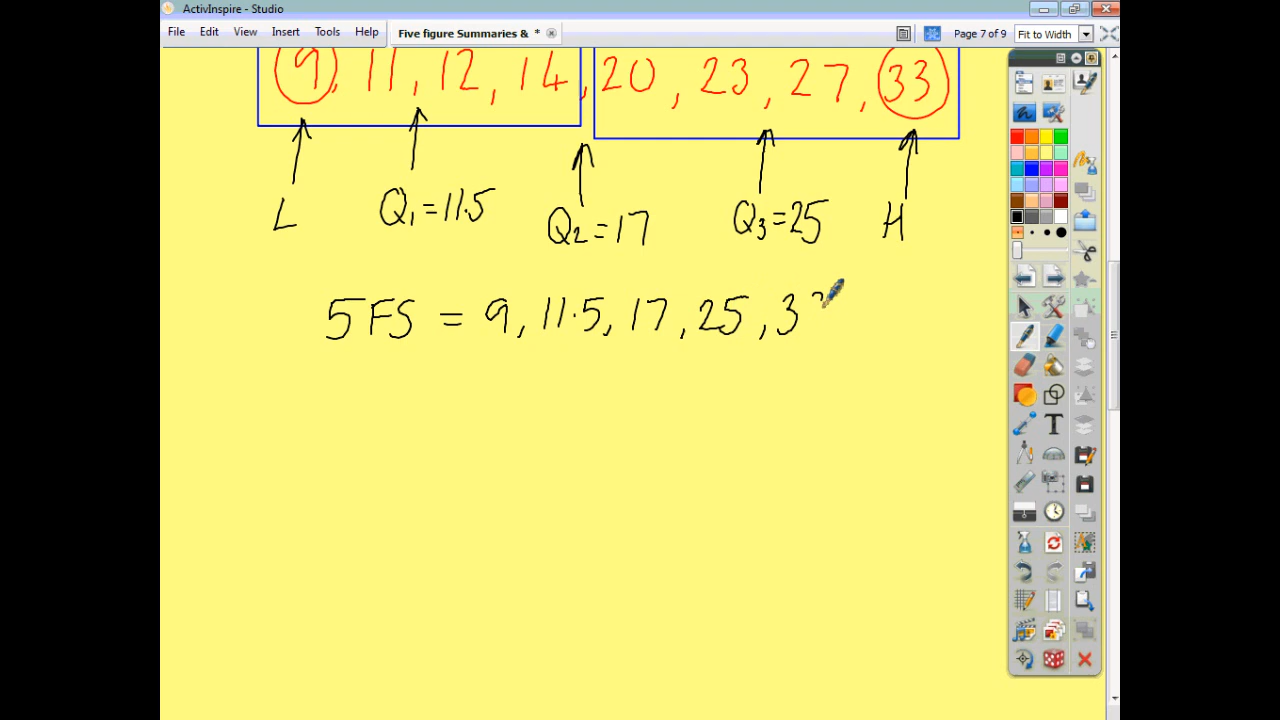 ActivInspire - Studio
File Edit View Insert Tools Help Five figure Summaries & * Page 7 of 9 Fit to Width
9, 11, 12, 14, 20, 23, 27, 33
L Q1=11.5 Q2=17 Q3=25 H
5FS = 9, 11.5, 17, 25, 3